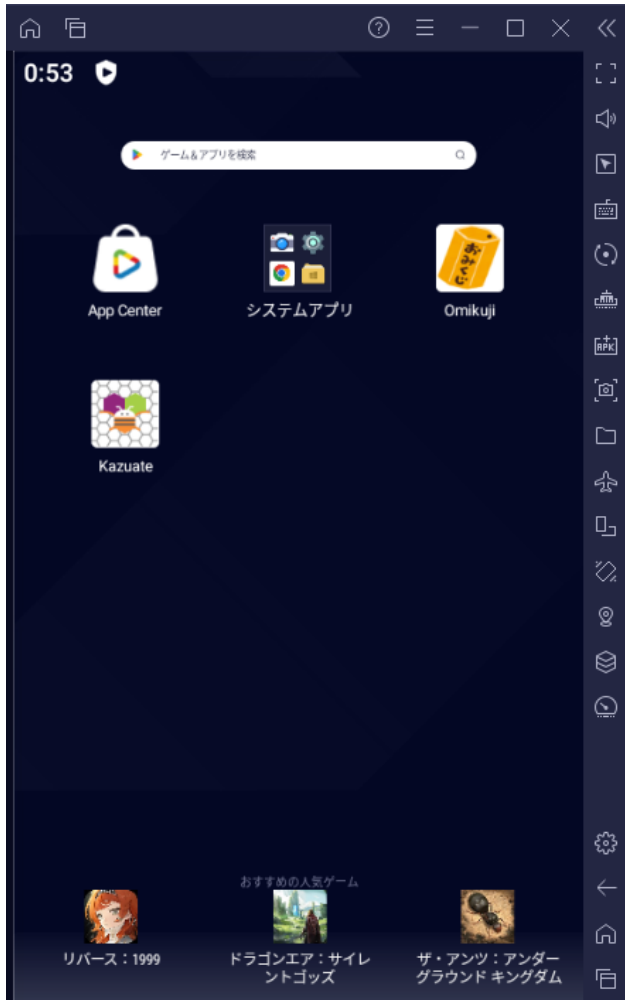 0:53
ゲーム&アプリを検索
App Center
システムアプリ
おみくじ
Omikuji
Kazuate
APK
おすすめの人気ゲーム
リバース：1999
ドラゴンエア：サイレ
ントゴッズ
ザ・アンツ：アンダー
グラウンド キングダム